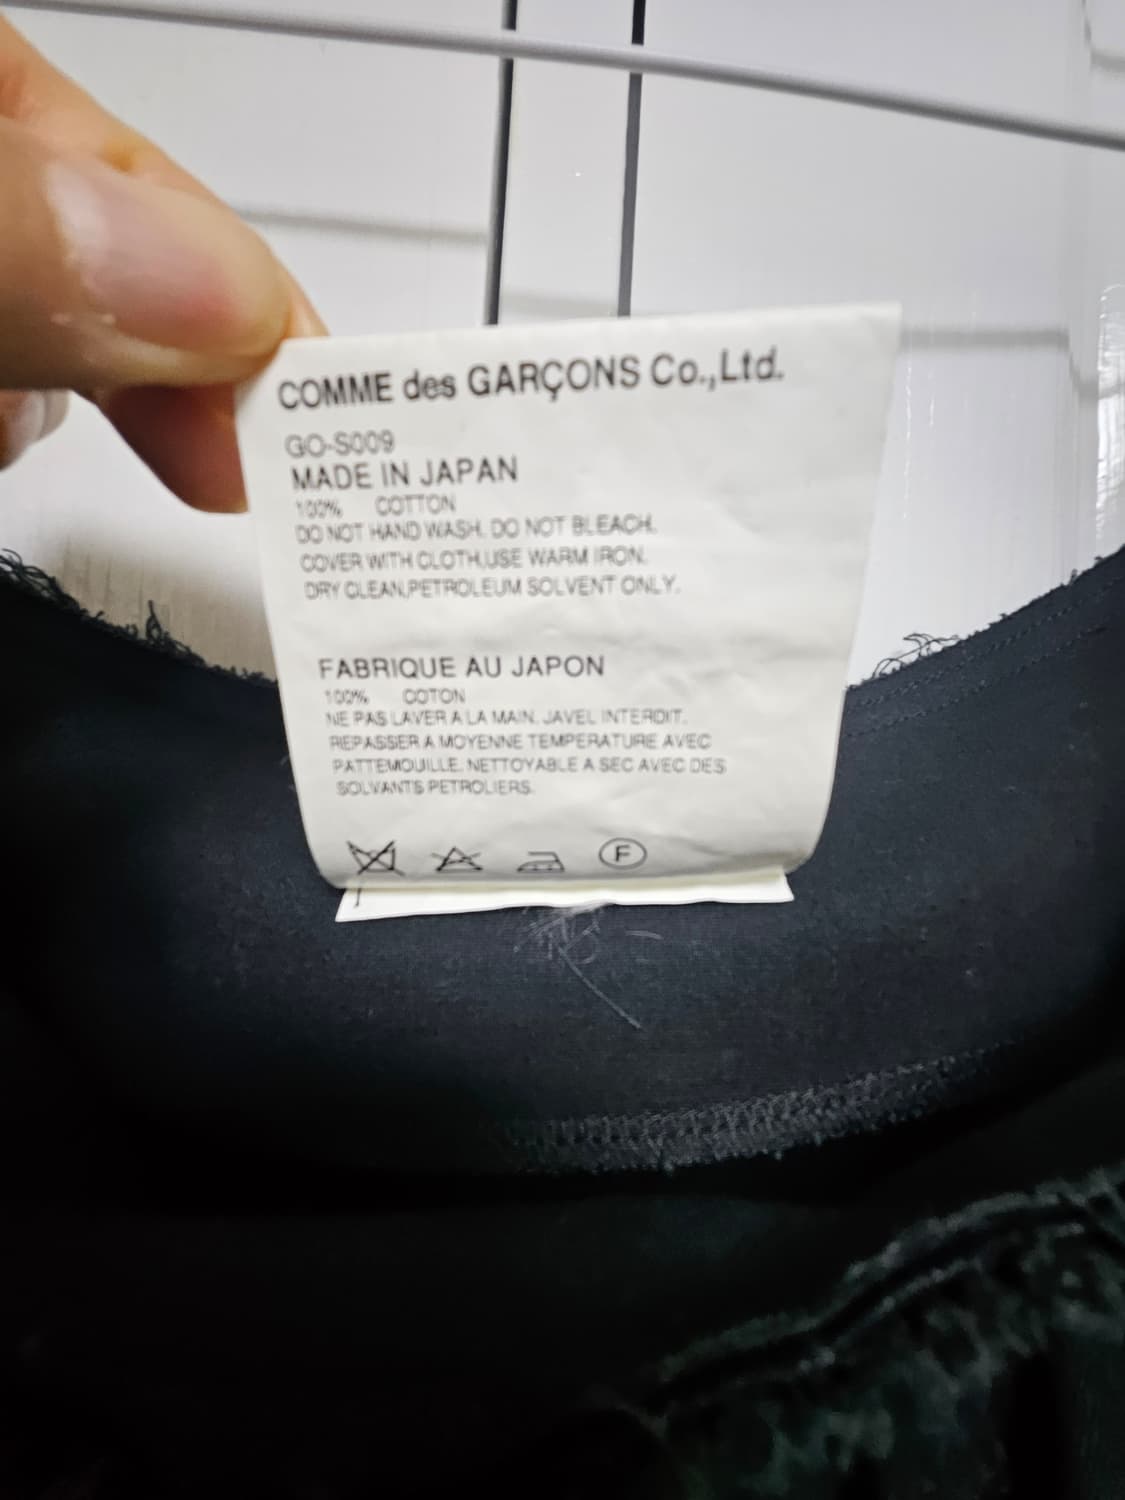 COMME des GARÇONS Co.,Ltd.
GO-S009
MADE IN JAPAN
100% COTTON
DO NOT HAND WASH. DO NOT BLEACH.
COVER WITH CLOTH,USE WARM IRON.
DRY CLEAN,PETROLEUM SOLVENT ONLY.
FABRIQUE AU JAPON
100% COTON
NE PAS LAVER A LA MAIN. JAVEL INTERDIT.
REPASSER A MOYENNE TEMPERATURE AVEC
PATTEMOUILLE. NETTOYABLE A SEC AVEC DES
SOLVANTS PETROLIERS.
F